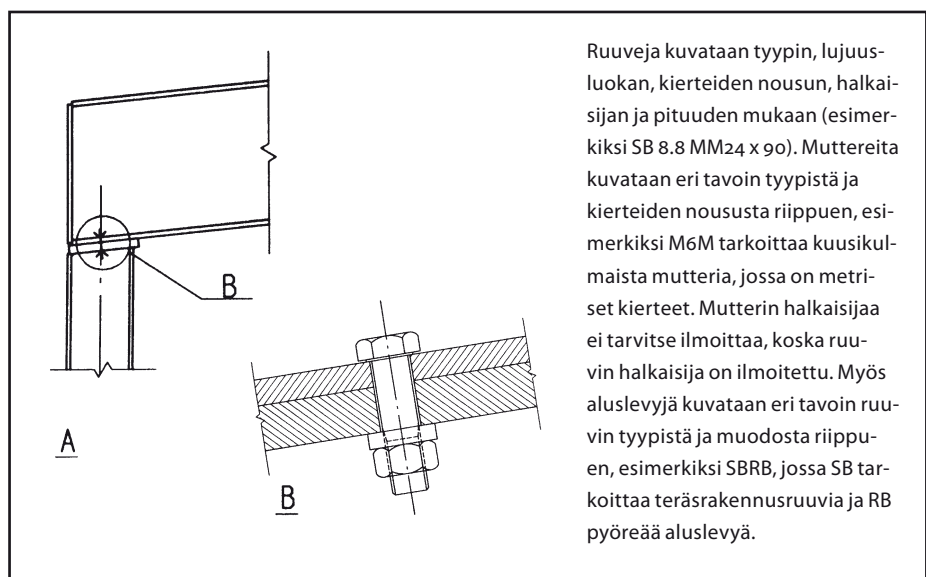 Ruuveja kuvataan tyypin, lujuus-
luokan, kierteiden nousun, halkai-
sijan ja pituuden mukaan (esimer-
kiksi SB 8.8 MM24 x 90). Muttereita
kuvataan eri tavoin tyypistä ja
kierteiden noususta riippuen, esi-
merkiksi M6M tarkoittaa kuusikul-
maista mutteria, jossa on metri-
set kierteet. Mutterin halkaisijaa
ei tarvitse ilmoittaa, koska ruu-
vin halkaisija on ilmoitettu. Myös
aluslevyjä kuvataan eri tavoin ruu-
vin tyypistä ja muodosta riippu-
en, esimerkiksi SBRB, jossa SB tar-
koittaa teräsrakennusruuvia ja RB
pyöreää aluslevyä.
B
A
B